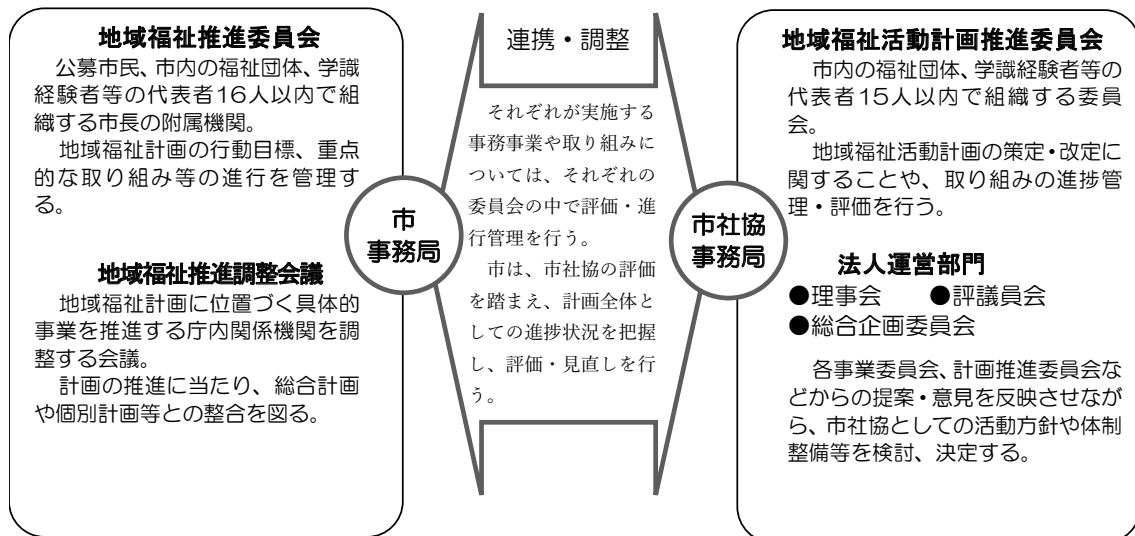 地域福祉推進委員会
公募市民、市内の福祉団体、学識
経験者等の代表者16人以内で組
織する市長の附属機関。
地域福祉計画の行動目標、重点
的な取り組み等の進行を管理す
る。
地域福祉推進調整会議
地域福祉計画に位置づく具体的
事業を推進する庁内関係機関を調
整する会議。
計画の推進に当たり、総合計画
や個別計画等との整合を図る。
市
事務局
連携・調整
それぞれが実施する
事務事業や取り組みに
ついては、それぞれの
委員会の中で評価・進
行管理を行う。
市は、市社協の評価
を踏まえ、計画全体と
しての進捗状況を把握
し、評価・見直しを行
う。
市社協
事務局
地域福祉活動計画推進委員会
市内の福祉団体、学識経験者等の
代表者15人以内で組織する委員
会。
地域福祉活動計画の策定・改定に
関することや、取り組みの進捗管
理・評価を行う。
法人運営部門
●理事会　●評議員会
●総合企画委員会
各事業委員会、計画推進委員会な
どからの提案・意見を反映させなが
ら、市社協としての活動方針や体制
整備等を検討、決定する。